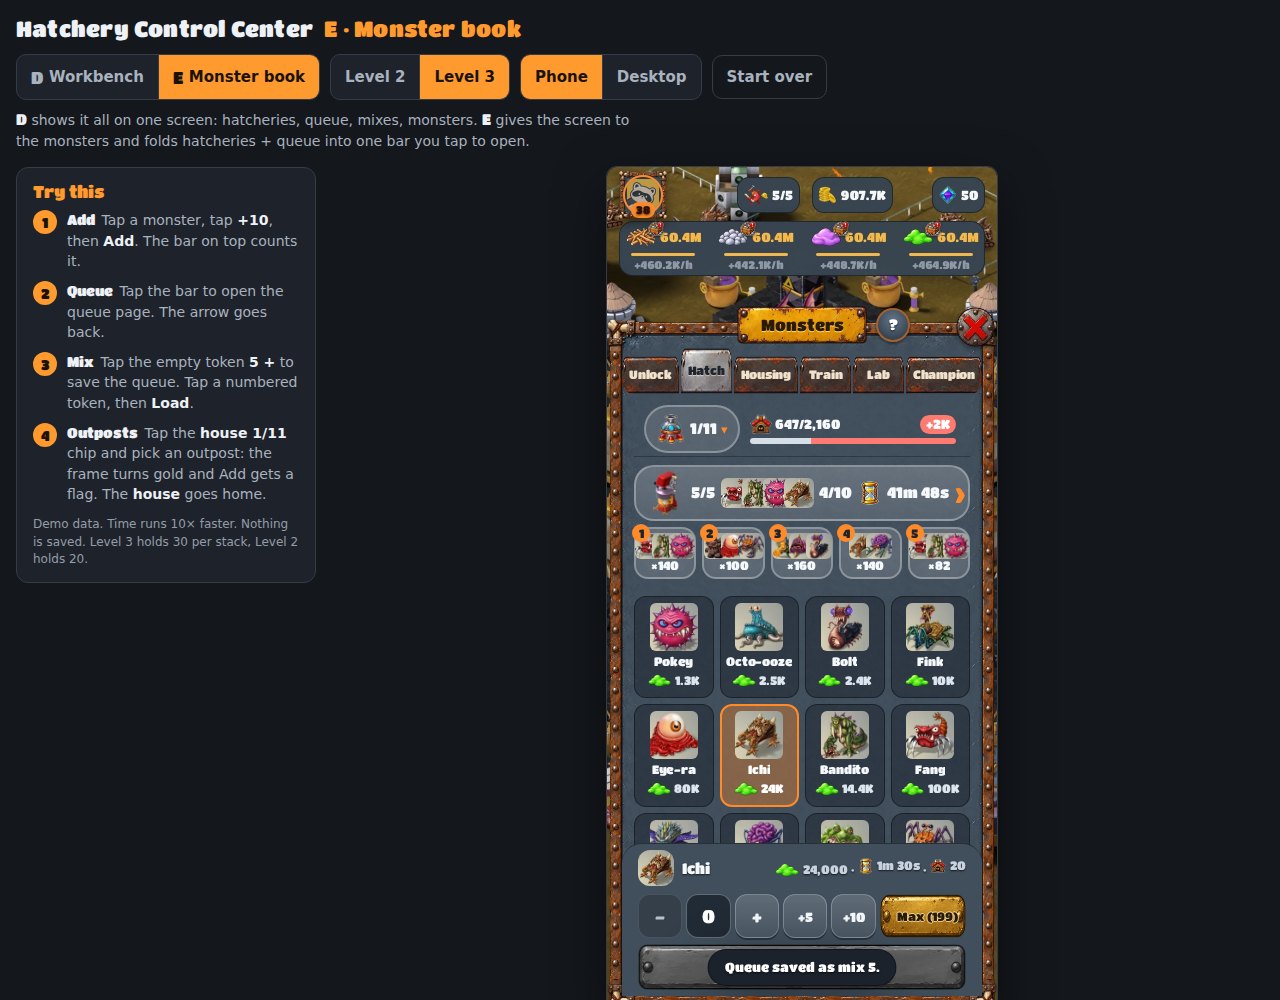 Hatchery Control Center E · Monster book
D Workbench E Monster book Level 2 Level 3 Phone Desktop Start over
D shows it all on one screen: hatcheries, queue, mixes, monsters. E gives the screen to
the monsters and folds hatcheries + queue into one bar you tap to open.
Try this
1 Add Tap a monster, tap +10,
then Add. The bar on top counts
it.
2 Queue Tap the bar to open the
queue page. The arrow goes
back.
3 Mix Tap the empty token 5 + to
save the queue. Tap a numbered
token, then Load.
4 Outposts Tap the house 1/11
chip and pick an outpost: the
frame turns gold and Add gets a
flag. The house goes home.
Demo data. Time runs 10× faster. Nothing
is saved. Level 3 holds 30 per stack, Level 2
holds 20.
30 5/5 907.7K 50
60.4M 60.4M 60.4M 60.4M
+460.2K/h +442.1K/h +448.7K/h +464.9K/h
Monsters ?
Unlock Hatch Housing Train Lab Champion
1/11 ▾ 647/2,160 +2K
5/5 4/10 41m 48s ❯
1 2 3 4 5
×140 ×100 ×160 ×140 ×82
Pokey Octo-ooze Bolt Fink
1.3K 2.5K 2.4K 10K
Eye-ra Ichi Bandito Fang
80K 24K 14.4K 100K
Ichi 24,000 · 1m 30s · 20
− 0 + +5 +10 Max (199)
Queue saved as mix 5.